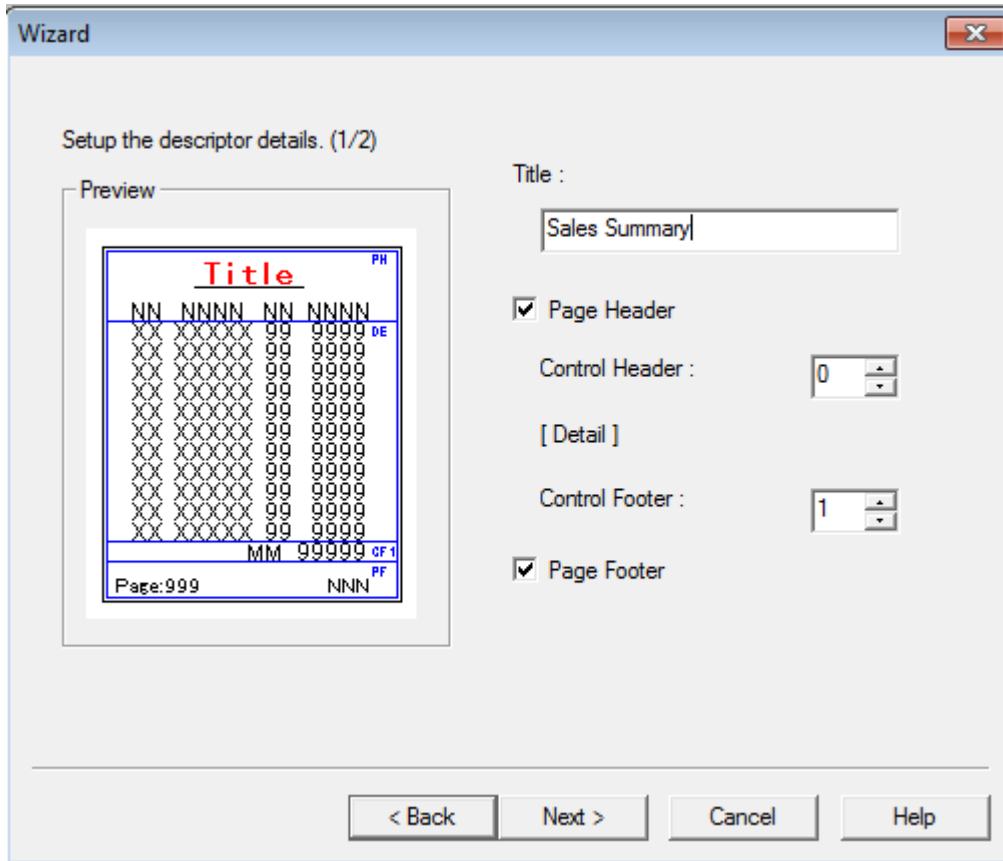 Wizard
Setup the descriptor details. (1/2)
Preview
PH
Title
NN NNNN NN NNNN
XX XXXXX 99 9999 DE
XX XXXXX 99 9999
XX XXXXX 99 9999
XX XXXXX 99 9999
XX XXXXX 99 9999
XX XXXXX 99 9999
XX XXXXX 99 9999
XX XXXXX 99 9999
XX XXXXX 99 9999
XX XXXXX 99 9999
XX XXXXX 99 9999
MM 99999 CF1
PF
Page:999 NNN
Title :
Sales Summary
Page Header
Control Header : 0
[ Detail ]
Control Footer : 1
Page Footer
< Back Next > Cancel Help